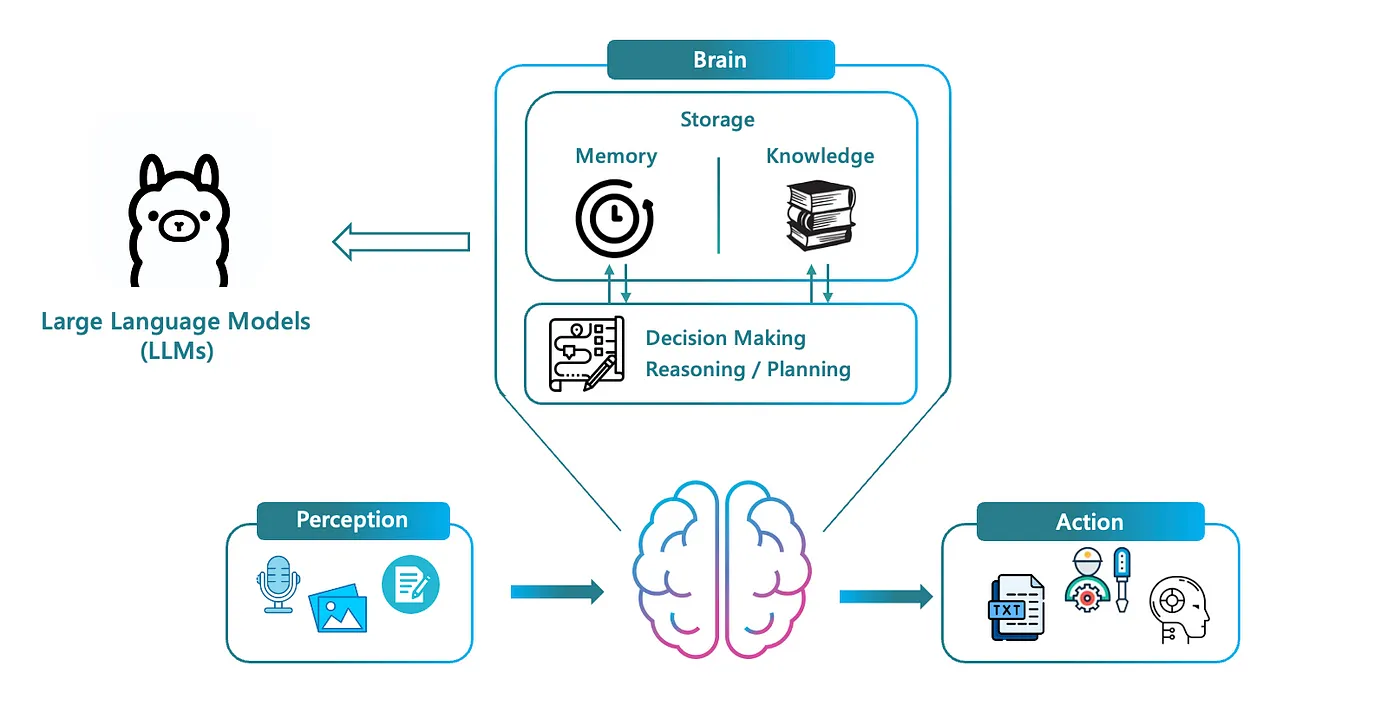 Brain
Storage
Memory
Knowledge
Large Language Models
(LLMs)
Decision Making
Reasoning / Planning
Perception
Action
TXT